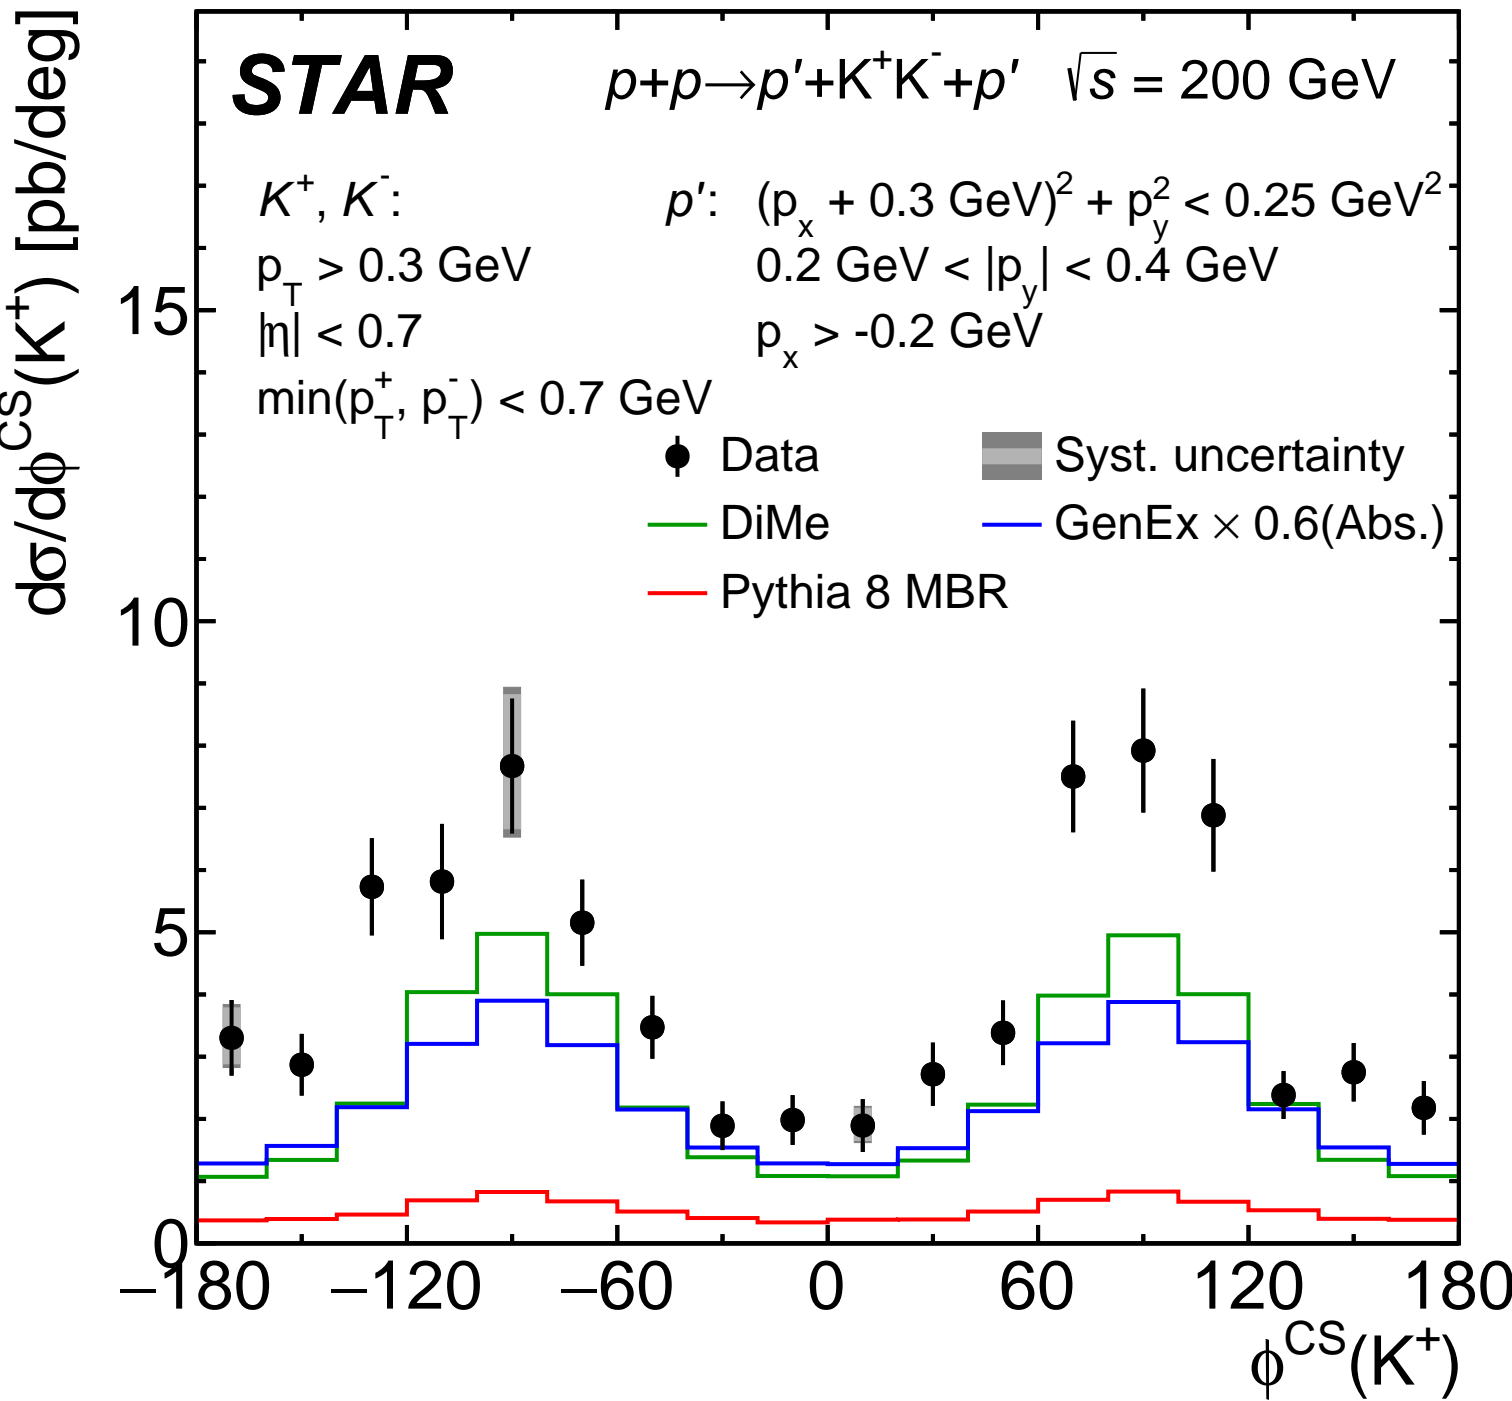 STAR p+p→p′+K⁺K⁻+p′ √s = 200 GeV
K⁺, K⁻: p′: (pₓ + 0.3 GeV)² + p_y² < 0.25 GeV²
p_T > 0.3 GeV 0.2 GeV < |p_y| < 0.4 GeV
|η| < 0.7 pₓ > -0.2 GeV
min(p_T⁺, p_T⁻) < 0.7 GeV
Data Syst. uncertainty
DiMe GenEx × 0.6(Abs.)
Pythia 8 MBR
dσ/dϕ^CS(K⁺) [pb/deg]
15
10
5
0
−180 −120 −60 0 60 120 180
ϕ^CS(K⁺)